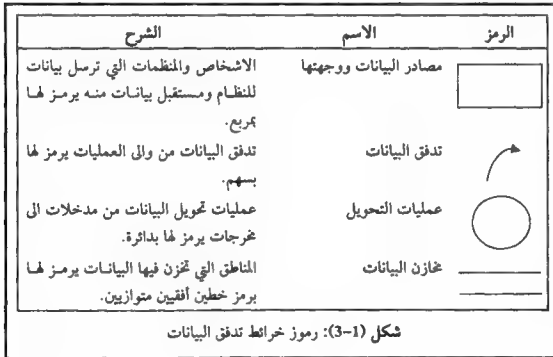 الرمز الاسم الشرح
مصادر البيانات ووجهتها الاشخاص والمنظمات التي ترسل بيانات
للنظام ومستقبل بيانات منه يرمز لها
بمربع.
تدفق البيانات تدفق البيانات من والى العمليات يرمز لها
بسهم.
عمليات التحويل عمليات تحويل البيانات من مدخلات الى
مخرجات يرمز لها بدائرة.
مخازن البيانات المناطق التي تخزن فيها البيانات يرمز لها
برمز خطين أفقيين متوازيين.
شكل (1-3): رموز خرائط تدفق البيانات